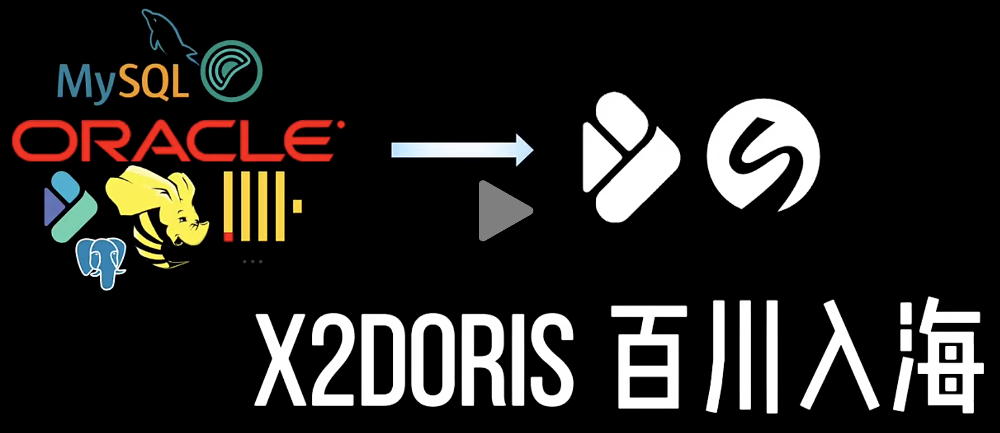 MySQL
ORACLE
...
X2DORIS 百川入海